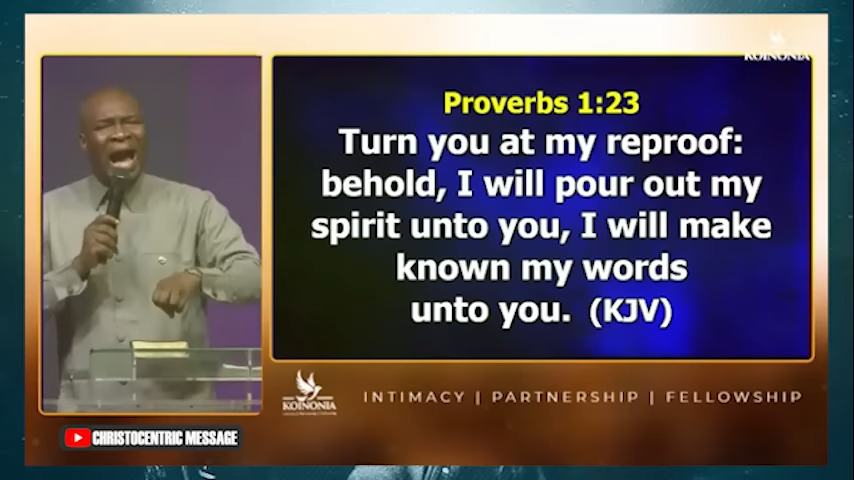 KOINONIA
Proverbs 1:23
Turn you at my reproof:
behold, I will pour out my
spirit unto you, I will make
known my words
unto you. (KJV)
KOINONIA
INTIMACY | PARTNERSHIP | FELLOWSHIP
CHRISTOCENTRIC MESSAGE